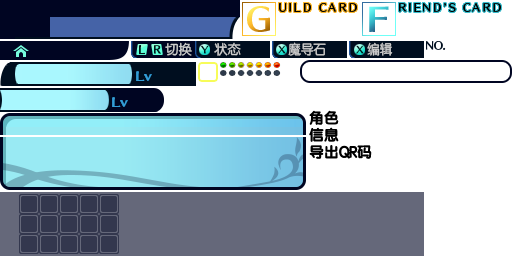 GUILD CARD
FRIEND'S CARD
L R 切换
Y 状态
X 魔导石
X 编辑
NO.
Lv
Lv
角色
信息
导出QR码